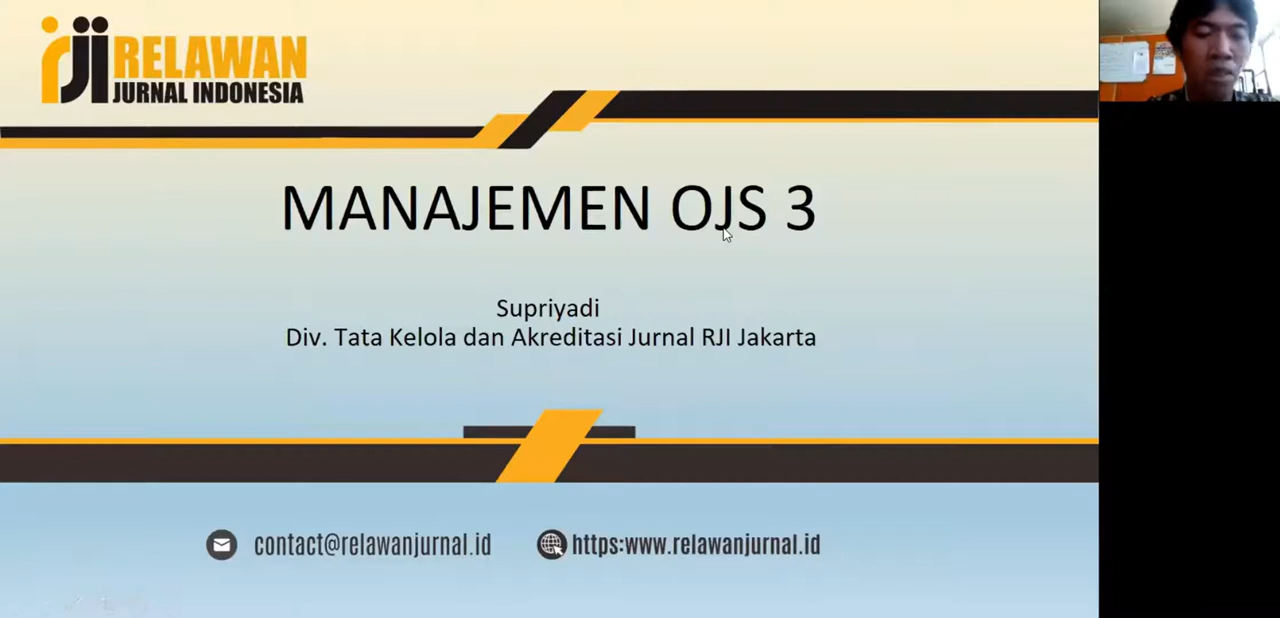 RELAWAN
JURNAL INDONESIA
MANAJEMEN OJS 3
Supriyadi
Div. Tata Kelola dan Akreditasi Jurnal RJI Jakarta
contact@relawanjurnal.id
https:www.relawanjurnal.id